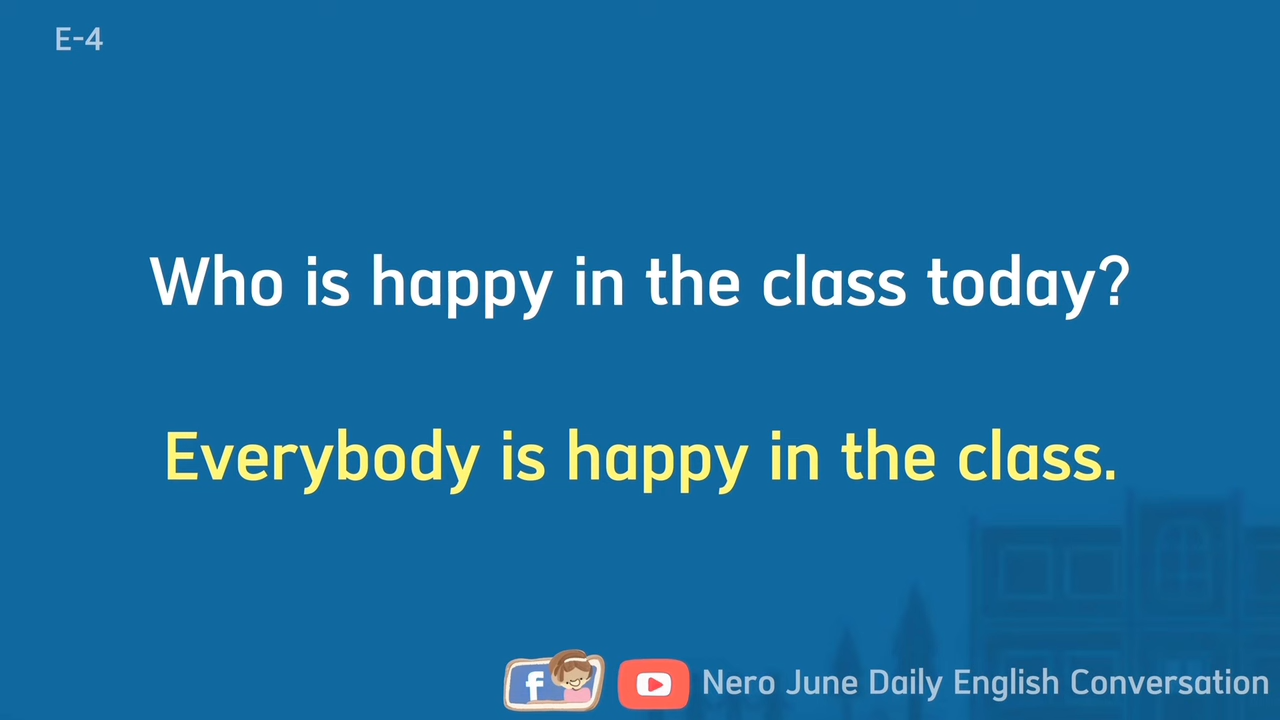 E-4
Who is happy in the class today?
Everybody is happy in the class.
f
Nero June Daily English Conversation